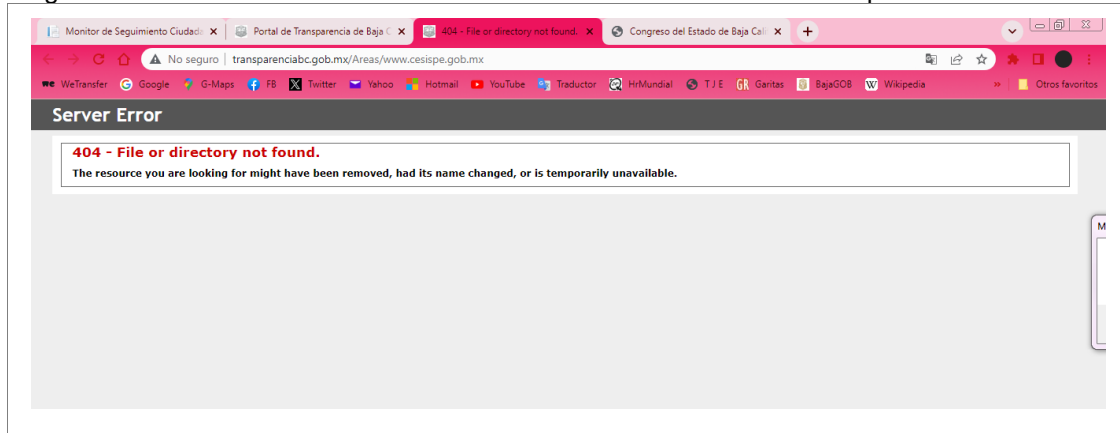 Monitor de Seguimiento Ciudad
Portal de Transparencia de Baja C
404 - File or directory not found.
Congreso del Estado de Baja Cali
No seguro | transparenciabc.gob.mx/Areas/www.cesispe.gob.mx
WeTransfer Google G-Maps FB Twitter Yahoo Hotmail YouTube Traductor HrMundial T J E Garitas BajaGOB Wikipedia » Otros favoritos
Server Error
404 - File or directory not found.
The resource you are looking for might have been removed, had its name changed, or is temporarily unavailable.
M